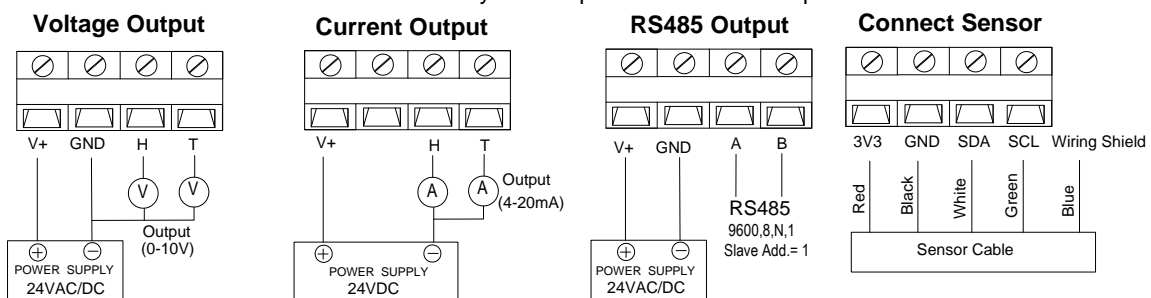 Voltage Output
V+ GND H T
V V
Output
(0-10V)
POWER SUPPLY
24VAC/DC
Current Output
V+ H T
A A
Output
(4-20mA)
POWER SUPPLY
24VDC
RS485 Output
V+ GND A B
RS485
9600,8,N,1
Slave Add.= 1
POWER SUPPLY
24VAC/DC
Connect Sensor
3V3 GND SDA SCL Wiring Shield
Red Black White Green Blue
Sensor Cable